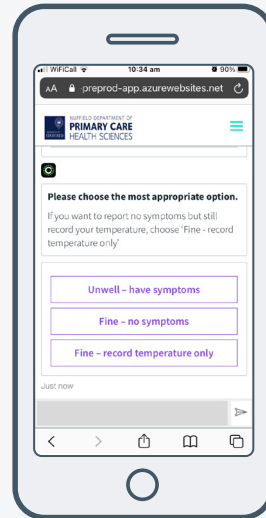 WiFiCall 10:34 am 90%
AA preprod-app.azurewebsites.net
NUFFIELD DEPARTMENT OF
PRIMARY CARE
HEALTH SCIENCES
Please choose the most appropriate option.
If you want to report no symptoms but still
record your temperature, choose 'Fine - record
temperature only'
Unwell – have symptoms
Fine – no symptoms
Fine – record temperature only
Just now